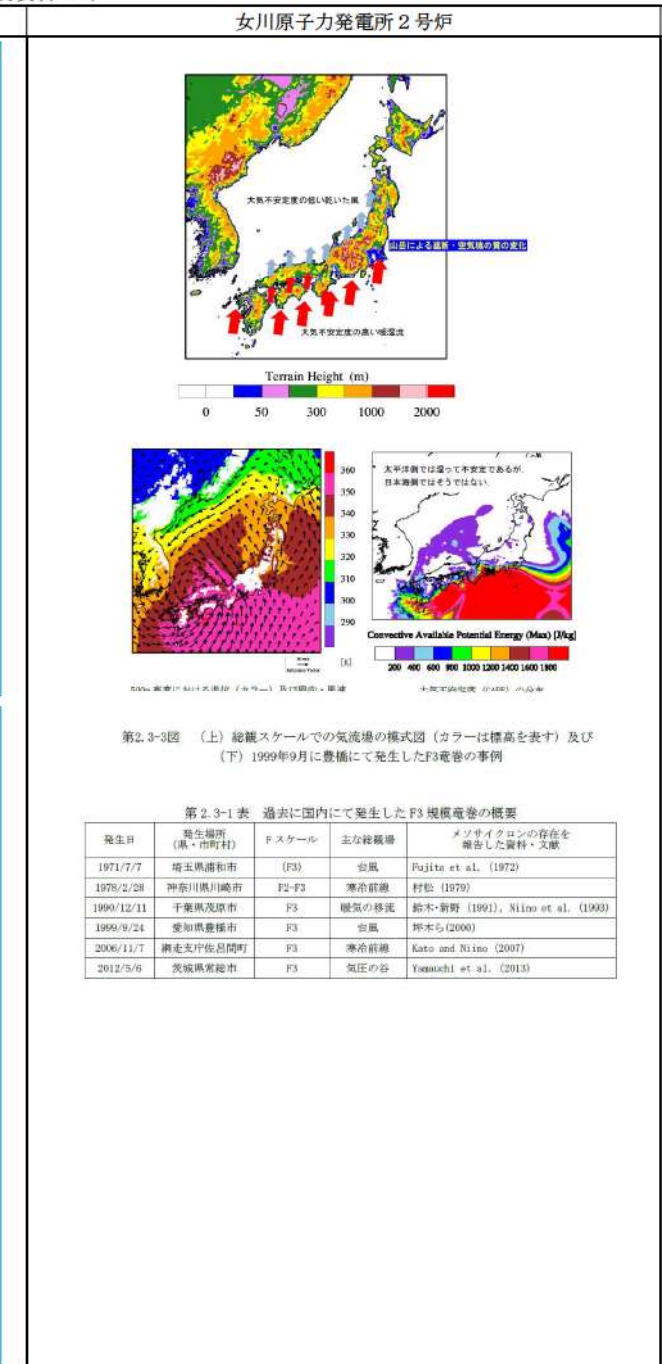 女川原子力発電所2号炉
大気不安定度の低い乾いた風
山岳による遮断・空気塊の質の変化
大気不安定度の高い暖湿流
Terrain Height (m)
0 50 300 1000 2000
太平洋側では湿って不安定であるが,
日本海側ではそうではない.
360
350
340
330
320
310
300
290
[K]
Convective Available Potential Energy (Max) [J/kg]
200 400 600 800 1000 1200 1400 1600 1800
第2.3-3図 (上)総観スケールでの気流場の模式図(カラーは標高を表す)及び
(下)1999年9月に豊橋にて発生したF3竜巻の事例
第2.3-1表 過去に国内にて発生したF3規模竜巻の概要
発生日 発生場所(県・市町村) Fスケール 主な総観場 メソサイクロンの存在を報告した資料・文献
1971/7/7 埼玉県浦和市 (F3) 台風 Fujita et al. (1972)
1978/2/28 神奈川県川崎市 F2-F3 寒冷前線 村松 (1979)
1990/12/11 千葉県茂原市 F3 暖気の移流 鈴木・新野 (1991), Niino et al. (1993)
1999/9/24 愛知県豊橋市 F3 台風 坪木ら(2000)
2006/11/7 網走支庁佐呂間町 F3 寒冷前線 Kato and Niino (2007)
2012/5/6 茨城県常総市 F3 気圧の谷 Yamauchi et al. (2013)